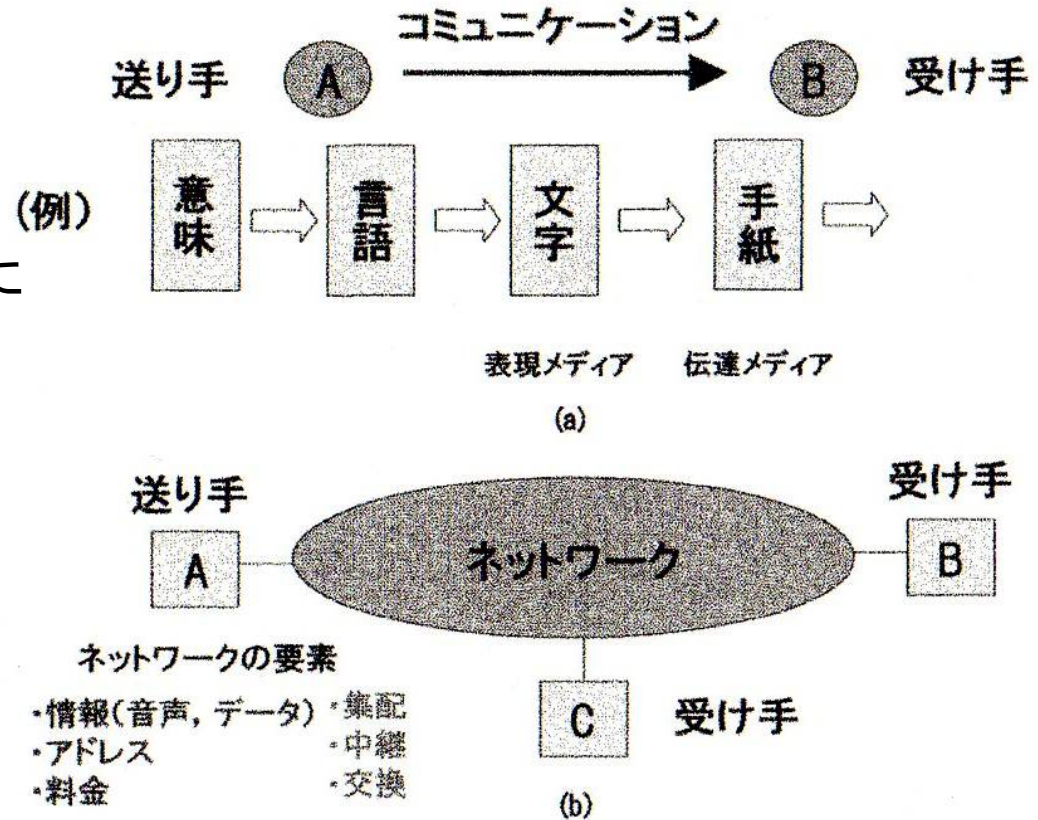 コミュニケーション
送り手 A B 受け手
(例) 意味 言語 文字 手紙
に
表現メディア 伝達メディア
(a)
送り手 受け手
A ネットワーク B
ネットワークの要素
・情報(音声, データ) ・集配
・アドレス ・中継
・料金 ・交換
C 受け手
(b)